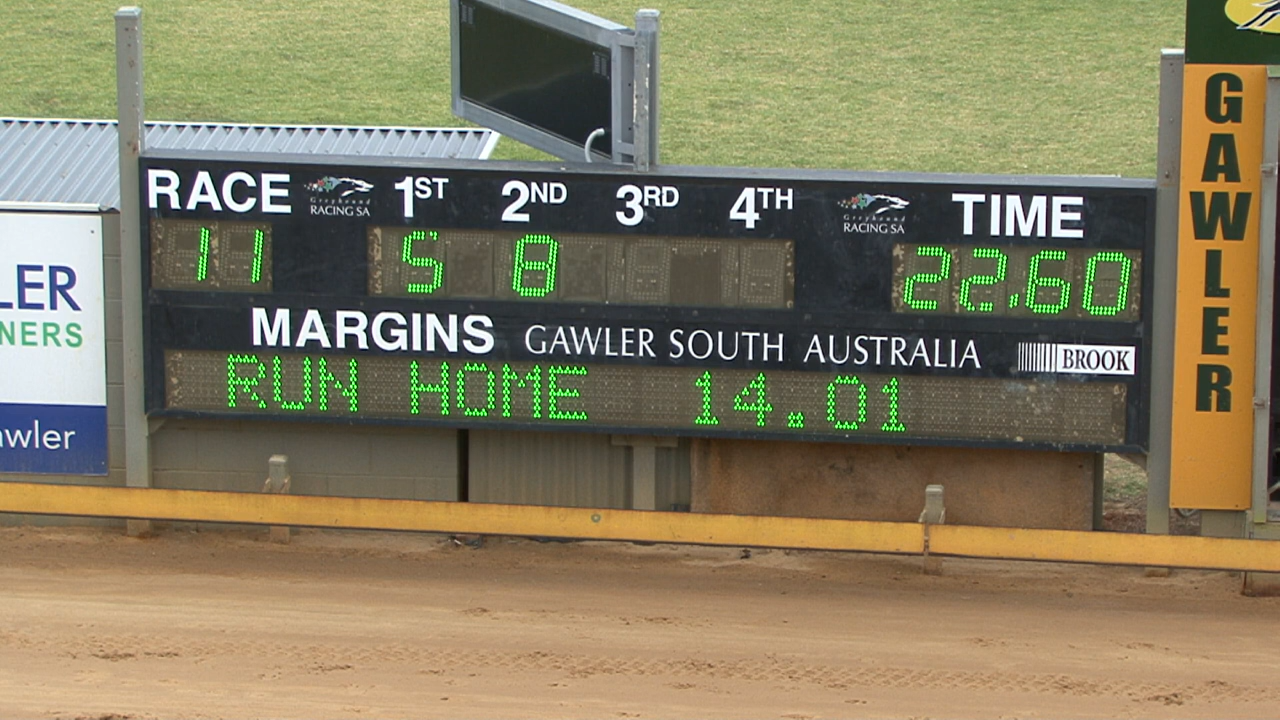 RACE
Greyhound
RACING SA
1ST 2ND 3RD 4TH
Greyhound
RACING SA
TIME
11 5 8 22.60
MARGINS GAWLER SOUTH AUSTRALIA BROOK
RUN HOME 14.01
LER
NERS
awler
GAWLER